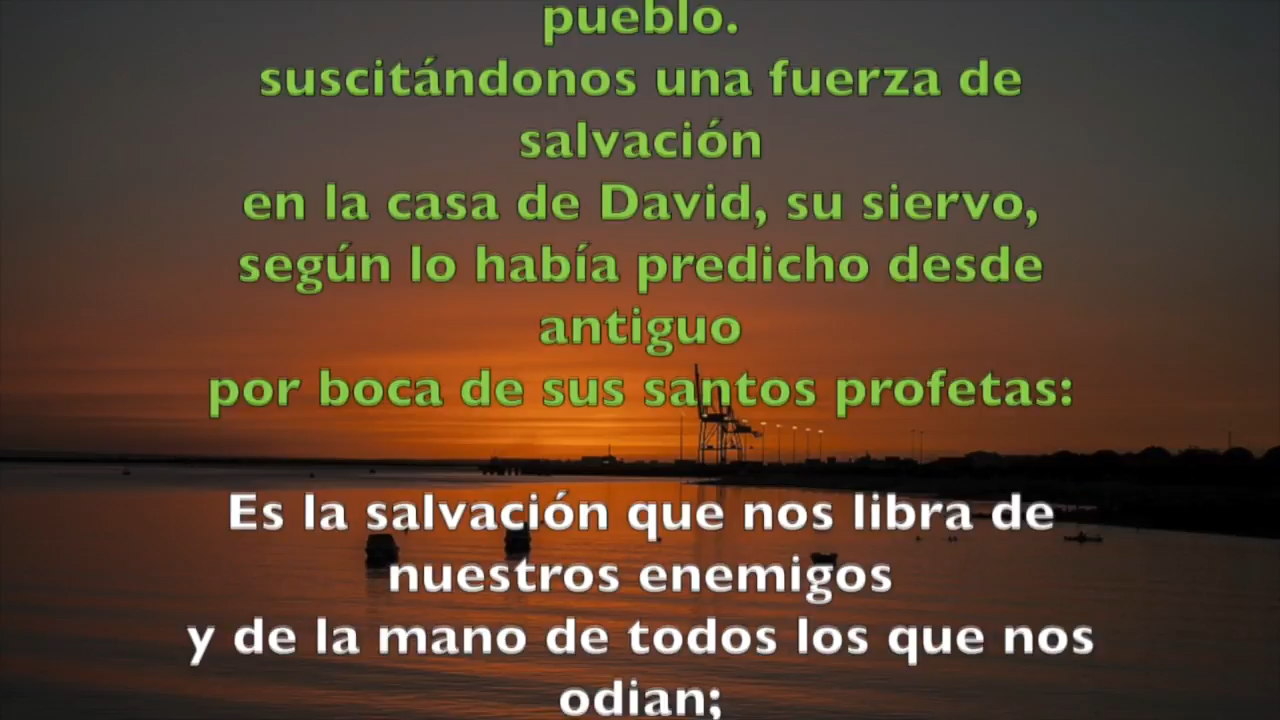 pueblo.
suscitándonos una fuerza de
salvación
en la casa de David, su siervo,
según lo había predicho desde
antiguo
por boca de sus santos profetas:
Es la salvación que nos libra de
nuestros enemigos
y de la mano de todos los que nos
odian;